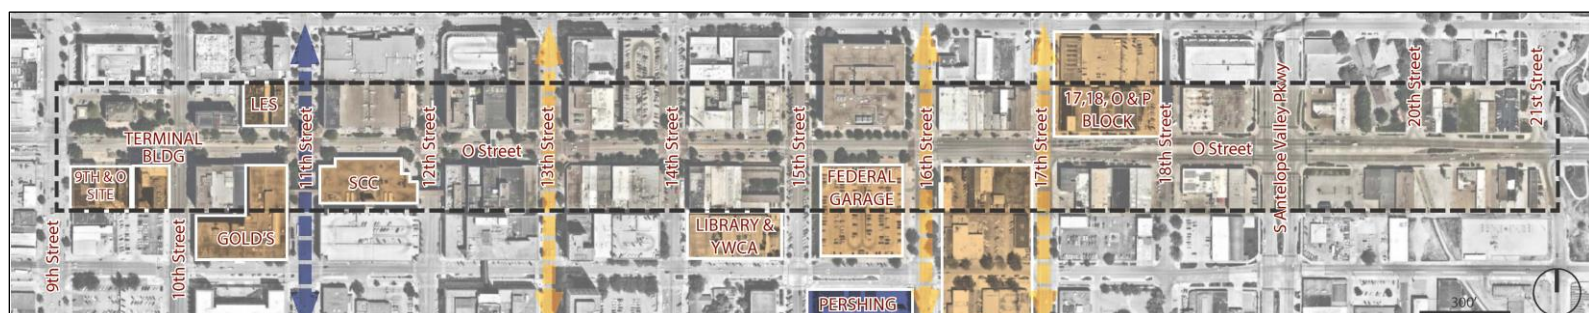 LES
TERMINAL
BLDG
9TH & O
SITE
GOLD'S
SCC
O Street
LIBRARY &
YWCA
FEDERAL
GARAGE
PERSHING
17,18, O & P
BLOCK
O Street
9th Street
10th Street
11th Street
12th Street
13th Street
14th Street
15th Street
16th Street
17th Street
18th Street
S Antelope Valley Pkwy
20th Street
21st Street
300'